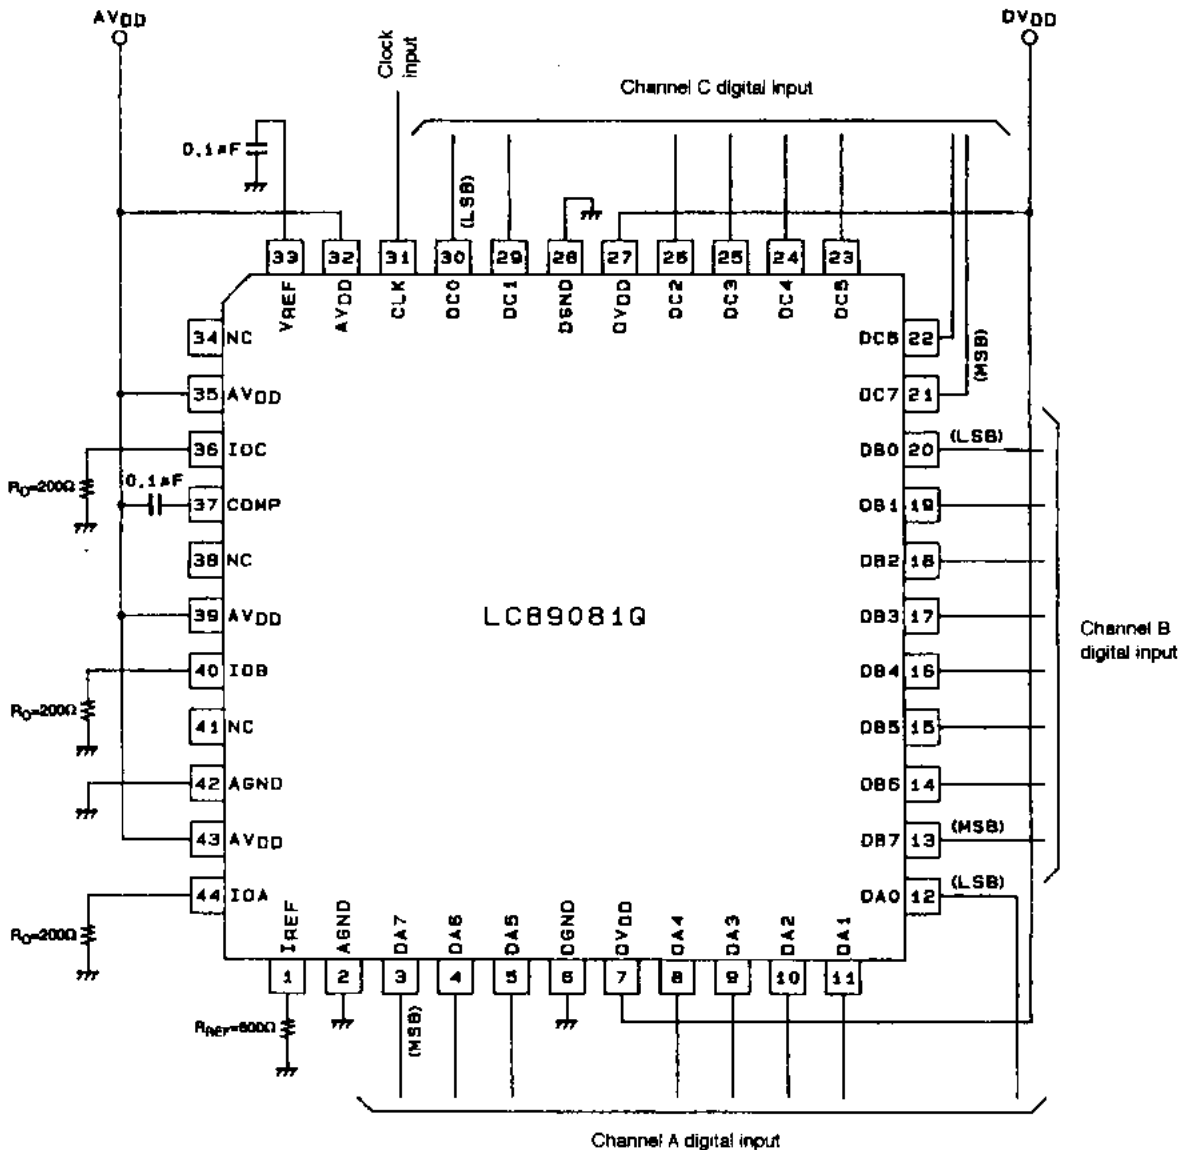 AVDD
DVDD
Clock
input
Channel C digital input
0.1µF
(LSB)
33 32 31 30 29 28 27 26 25 24 23
VREF AVDD CLK DC0 DC1 DGND DVDD DC2 DC3 DC4 DC5
34 NC
DC6 22
(MSB)
35 AVDD
DC7 21
36 IOC
DB0 20 (LSB)
RO=200Ω
0.1µF
37 COMP
DB1 19
38 NC
DB2 18
39 AVDD
LC89081Q
DB3 17
Channel B
digital input
40 IOB
DB4 16
RO=200Ω
41 NC
DB5 15
42 AGND
DB6 14
43 AVDD
DB7 13 (MSB)
44 IOA
DA0 12 (LSB)
RO=200Ω
IREF AGND DA7 DA6 DA5 DGND DVDD DA4 DA3 DA2 DA1
1 2 3 4 5 6 7 8 9 10 11
RREF=600Ω
(MSB)
Channel A digital input